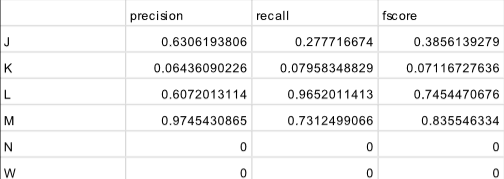 precision recall fscore
J 0.6306193806 0.277716674 0.3856139279
K 0.06436090226 0.07958348829 0.07116727636
L 0.6072013114 0.9652011413 0.7454470676
M 0.9745430865 0.7312499066 0.835546334
N 0 0 0
W 0 0 0